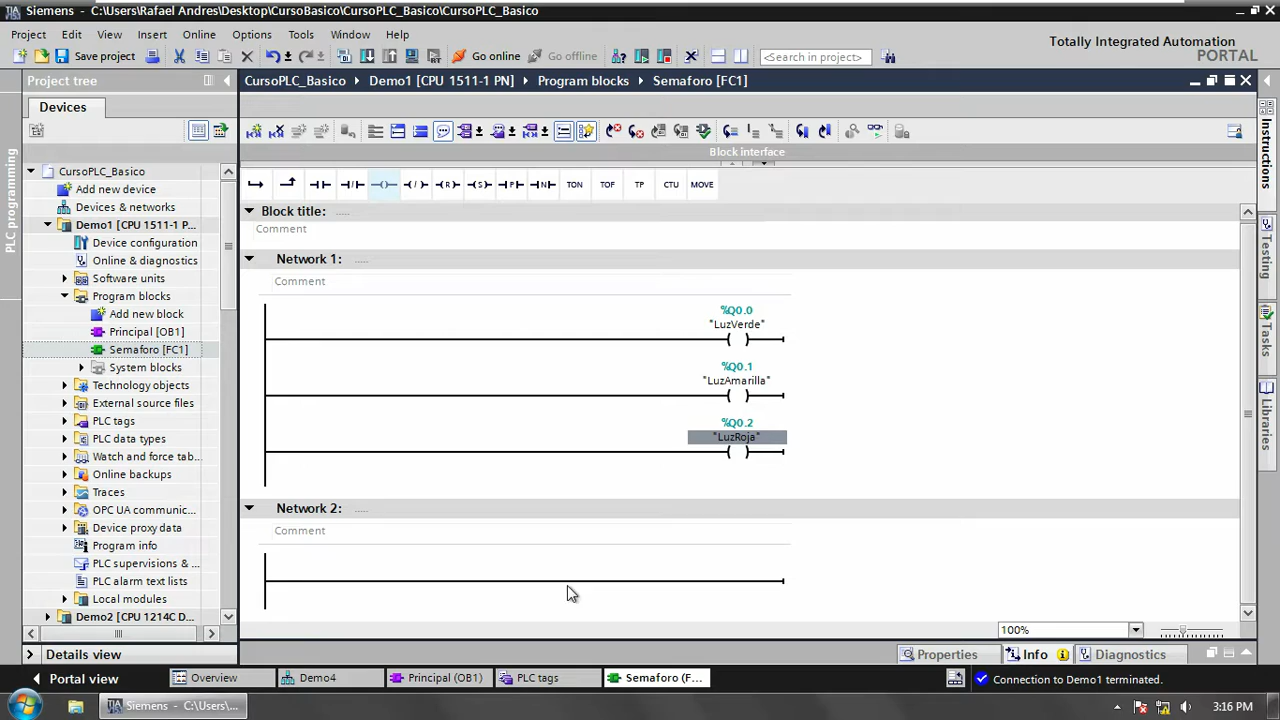 Siemens - C:\Users\Rafael Andres\Desktop\CursoBasico\CursoPLC_Basico\CursoPLC_Basico
Project Edit View Insert Online Options Tools Window Help
Totally Integrated Automation
PORTAL
Save project
Go online
Go offline
<Search in project>
Project tree
CursoPLC_Basico
Demo1 [CPU 1511-1 PN]
Program blocks
Semaforo [FC1]
Devices
PLC programming
CursoPLC_Basico
Add new device
Devices & networks
Demo1 [CPU 1511-1 P...
Device configuration
Online & diagnostics
Software units
Program blocks
Add new block
Principal [OB1]
Semaforo [FC1]
System blocks
Technology objects
External source files
PLC tags
PLC data types
Watch and force tab...
Online backups
Traces
OPC UA communic...
Device proxy data
Program info
PLC supervisions & ...
PLC alarm text lists
Local modules
Demo2 [CPU 1214C D...
Details view
Block interface
TON TOF TP CTU MOVE
Block title: .....
Comment
Network 1: .....
Comment
%Q0.0
"LuzVerde"
%Q0.1
"LuzAmarilla"
%Q0.2
"LuzRoja"
Network 2: .....
Comment
100%
Properties
Info
Diagnostics
Instructions
Testing
Tasks
Libraries
Portal view
Overview
Demo4
Principal (OB1)
PLC tags
Semaforo (F...
Connection to Demo1 terminated.
Siemens - C:\Users\...
3:16 PM